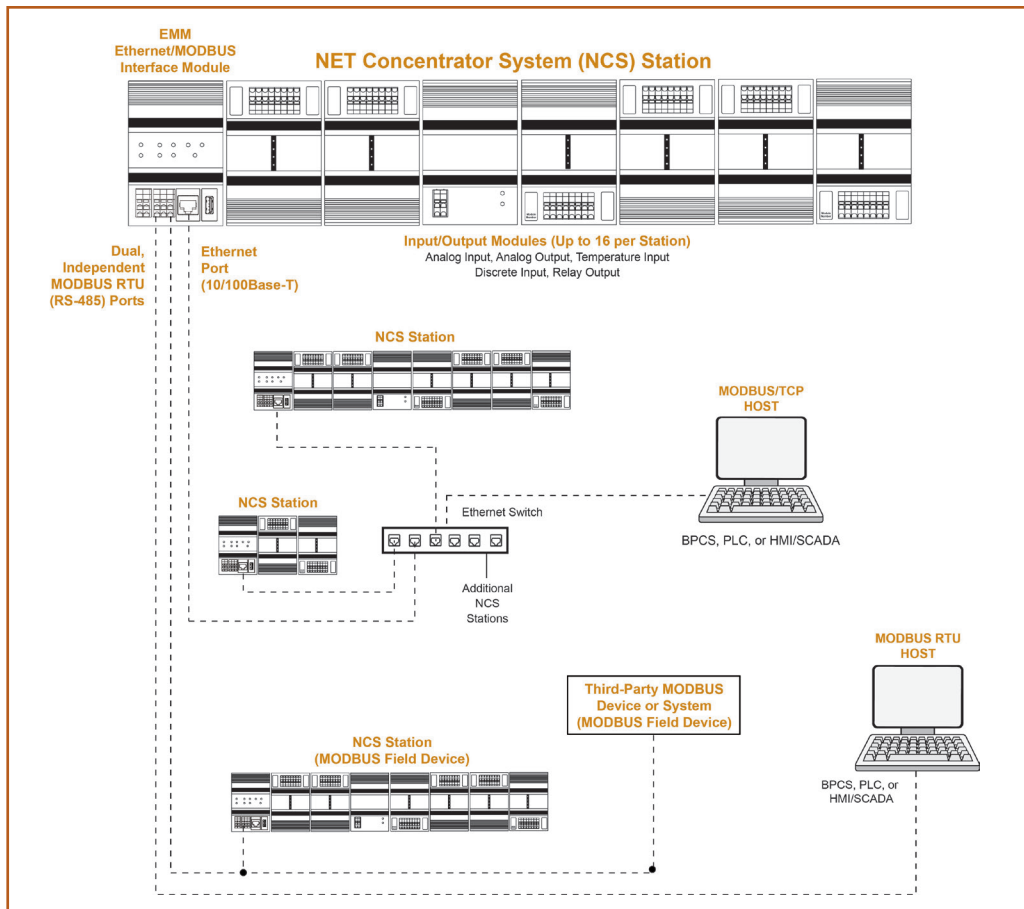 EMM
Ethernet/MODBUS
Interface Module
NET Concentrator System (NCS) Station
Dual,
Independent
MODBUS RTU
(RS-485) Ports
Ethernet
Port
(10/100Base-T)
Input/Output Modules (Up to 16 per Station)
Analog Input, Analog Output, Temperature Input
Discrete Input, Relay Output
NCS Station
MODBUS/TCP
HOST
NCS Station
Ethernet Switch
BPCS, PLC, or HMI/SCADA
Additional
NCS
Stations
MODBUS RTU
HOST
Third-Party MODBUS
Device or System
(MODBUS Field Device)
NCS Station
(MODBUS Field Device)
BPCS, PLC, or
HMI/SCADA